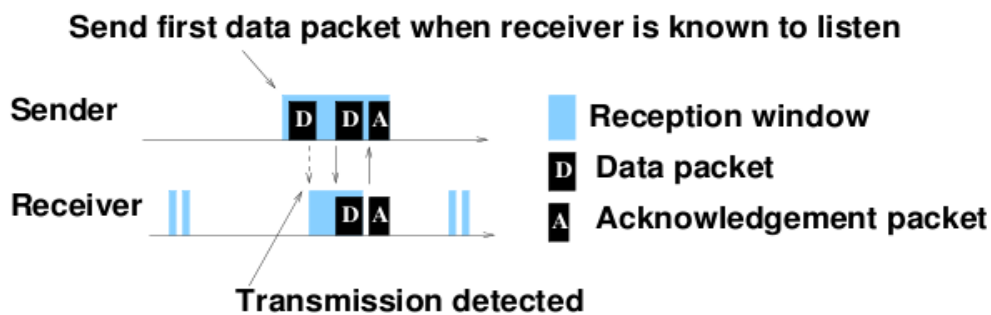 Send first data packet when receiver is known to listen
Sender
D D A
Reception window
D Data packet
Receiver
D A
A Acknowledgement packet
Transmission detected